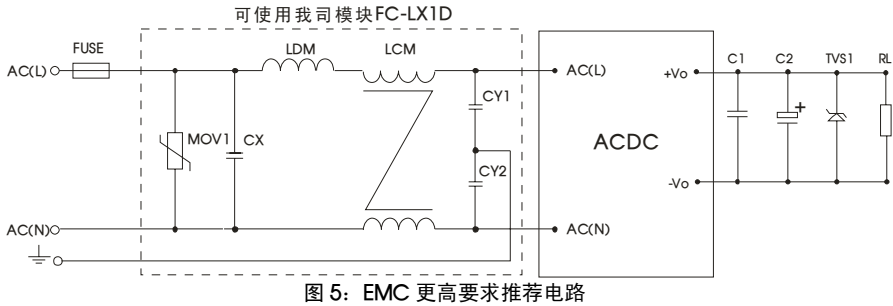 可使用我司模块FC-LX1D
FUSE
LDM
LCM
C1
C2
TVS1
RL
AC(L)
AC(L)
+Vo
+
CY1
MOV1
CX
ACDC
CY2
-Vo
AC(N)
AC(N)
图 5：EMC 更高要求推荐电路